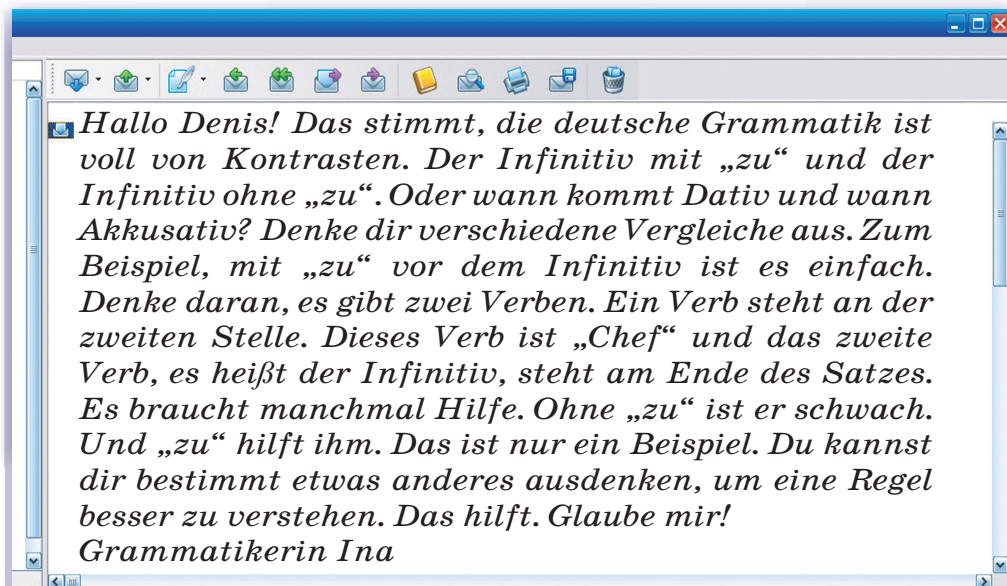 Hallo Denis! Das stimmt, die deutsche Grammatik ist
voll von Kontrasten. Der Infinitiv mit „zu“ und der
Infinitiv ohne „zu“. Oder wann kommt Dativ und wann
Akkusativ? Denke dir verschiedene Vergleiche aus. Zum
Beispiel, mit „zu“ vor dem Infinitiv ist es einfach.
Denke daran, es gibt zwei Verben. Ein Verb steht an der
zweiten Stelle. Dieses Verb ist „Chef“ und das zweite
Verb, es heißt der Infinitiv, steht am Ende des Satzes.
Es braucht manchmal Hilfe. Ohne „zu“ ist er schwach.
Und „zu“ hilft ihm. Das ist nur ein Beispiel. Du kannst
dir bestimmt etwas anderes ausdenken, um eine Regel
besser zu verstehen. Das hilft. Glaube mir!
Grammatikerin Ina